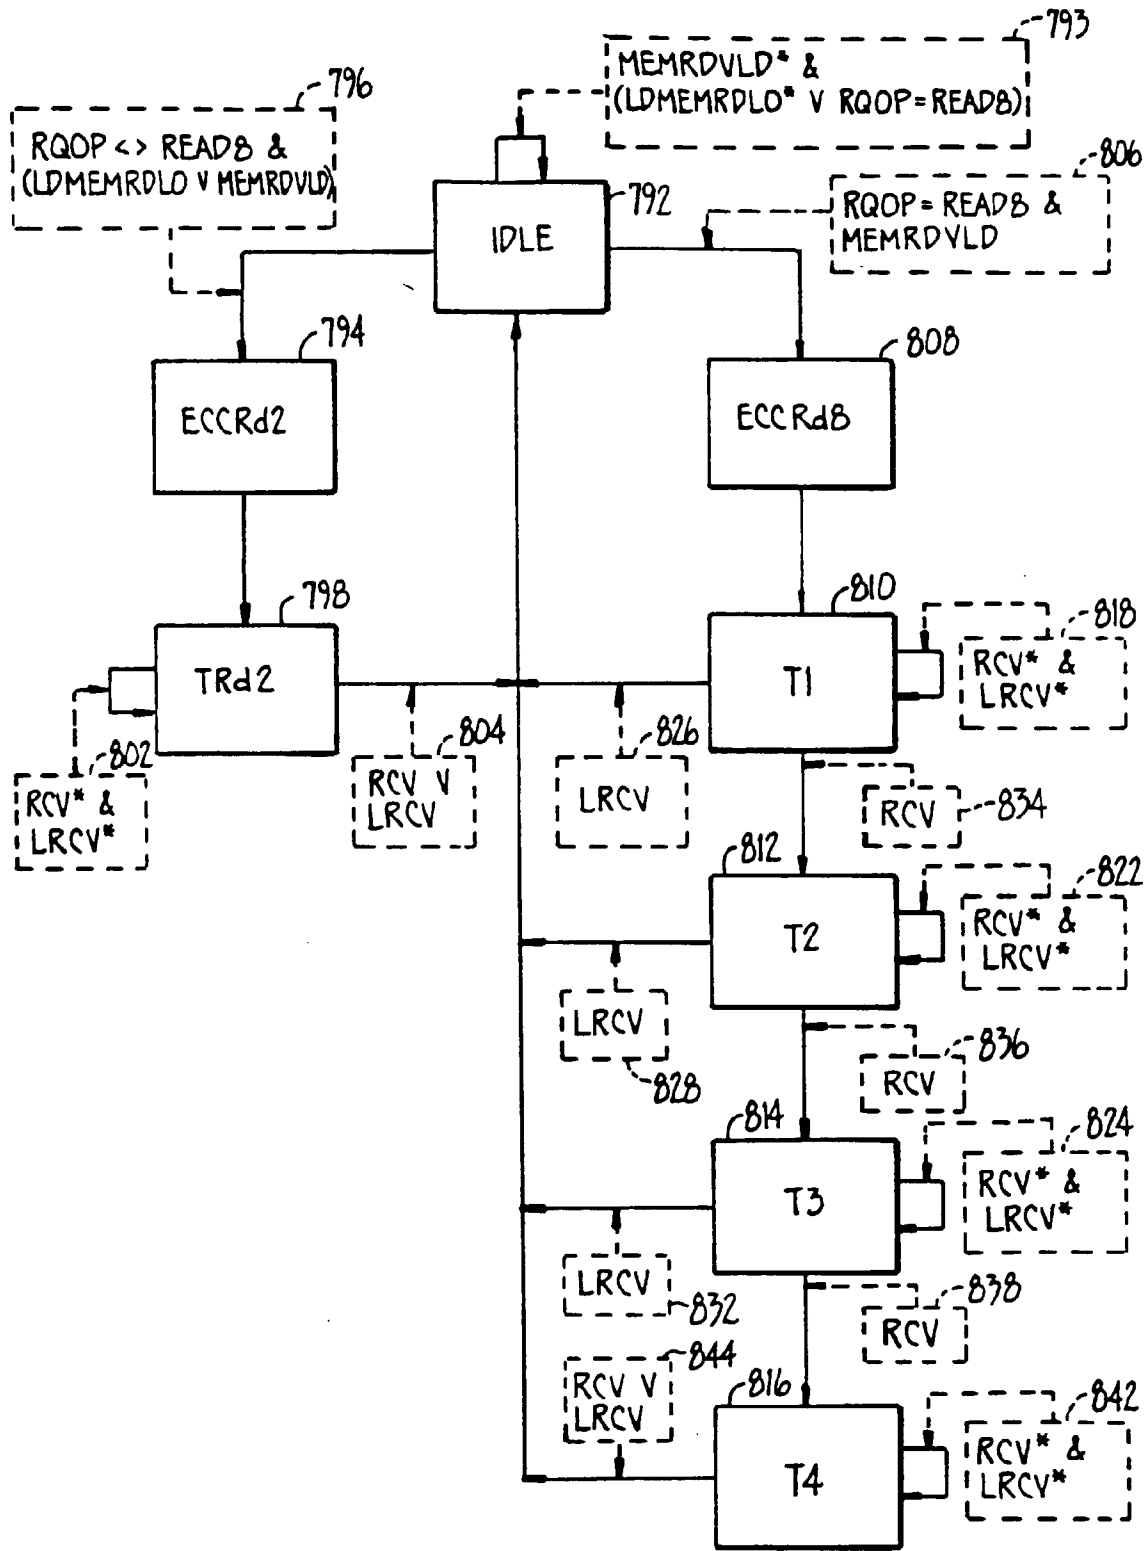 793
MEMRDVLD* &
(LDMEMRDLO* V RQOP=READ8)
796
RQOP <> READ8 &
(LDMEMRDLO V MEMRDVLD)
792
IDLE
806
RQOP = READ8 &
MEMRDVLD
794
ECCRd2
808
ECCRd8
798
TRd2
810
T1
818
RCV* &
LRCV*
802
RCV* &
LRCV*
804
RCV V
LRCV
826
LRCV
834
RCV
812
T2
822
RCV* &
LRCV*
LRCV
828
836
RCV
814
T3
824
RCV* &
LRCV*
LRCV
832
838
RCV
844
RCV V
LRCV
816
T4
842
RCV* &
LRCV*